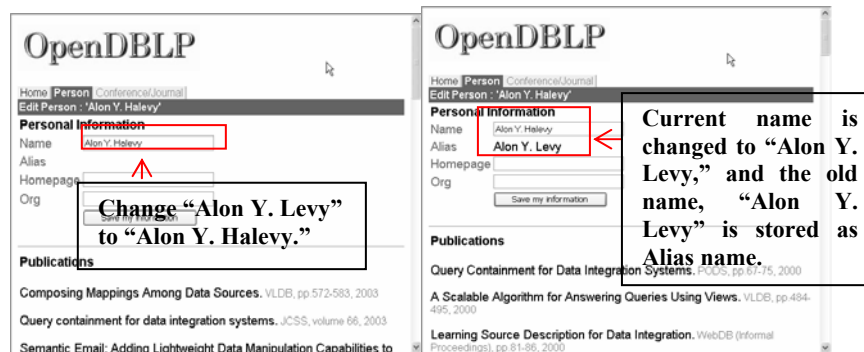 OpenDBLP
Home Person Conference/Journal
Edit Person : 'Alon Y. Halevy'
Personal Information
Name Alon Y. Halevy
Alias
Homepage
Org
Save my information
Change “Alon Y. Levy”
to “Alon Y. Halevy.”
Publications
Composing Mappings Among Data Sources. VLDB, pp.572-583, 2003
Query containment for data integration systems. JCSS, volume 66, 2003
Semantic Email: Adding Lightweight Data Manipulation Capabilities to
OpenDBLP
Home Person Conference/Journal
Edit Person : 'Alon Y. Halevy'
Personal Information
Name Alon Y. Halevy
Alias Alon Y. Levy
Homepage
Org
Save my information
Current name is
changed to “Alon Y.
Levy,” and the old
name, “Alon Y.
Levy” is stored as
Alias name.
Publications
Query Containment for Data Integration Systems. PODS, pp.67-75, 2000
A Scalable Algorithm for Answering Queries Using Views. VLDB, pp.484-
495, 2000
Learning Source Description for Data Integration. WebDB (Informal
Proceedings), pp.81-86, 2000